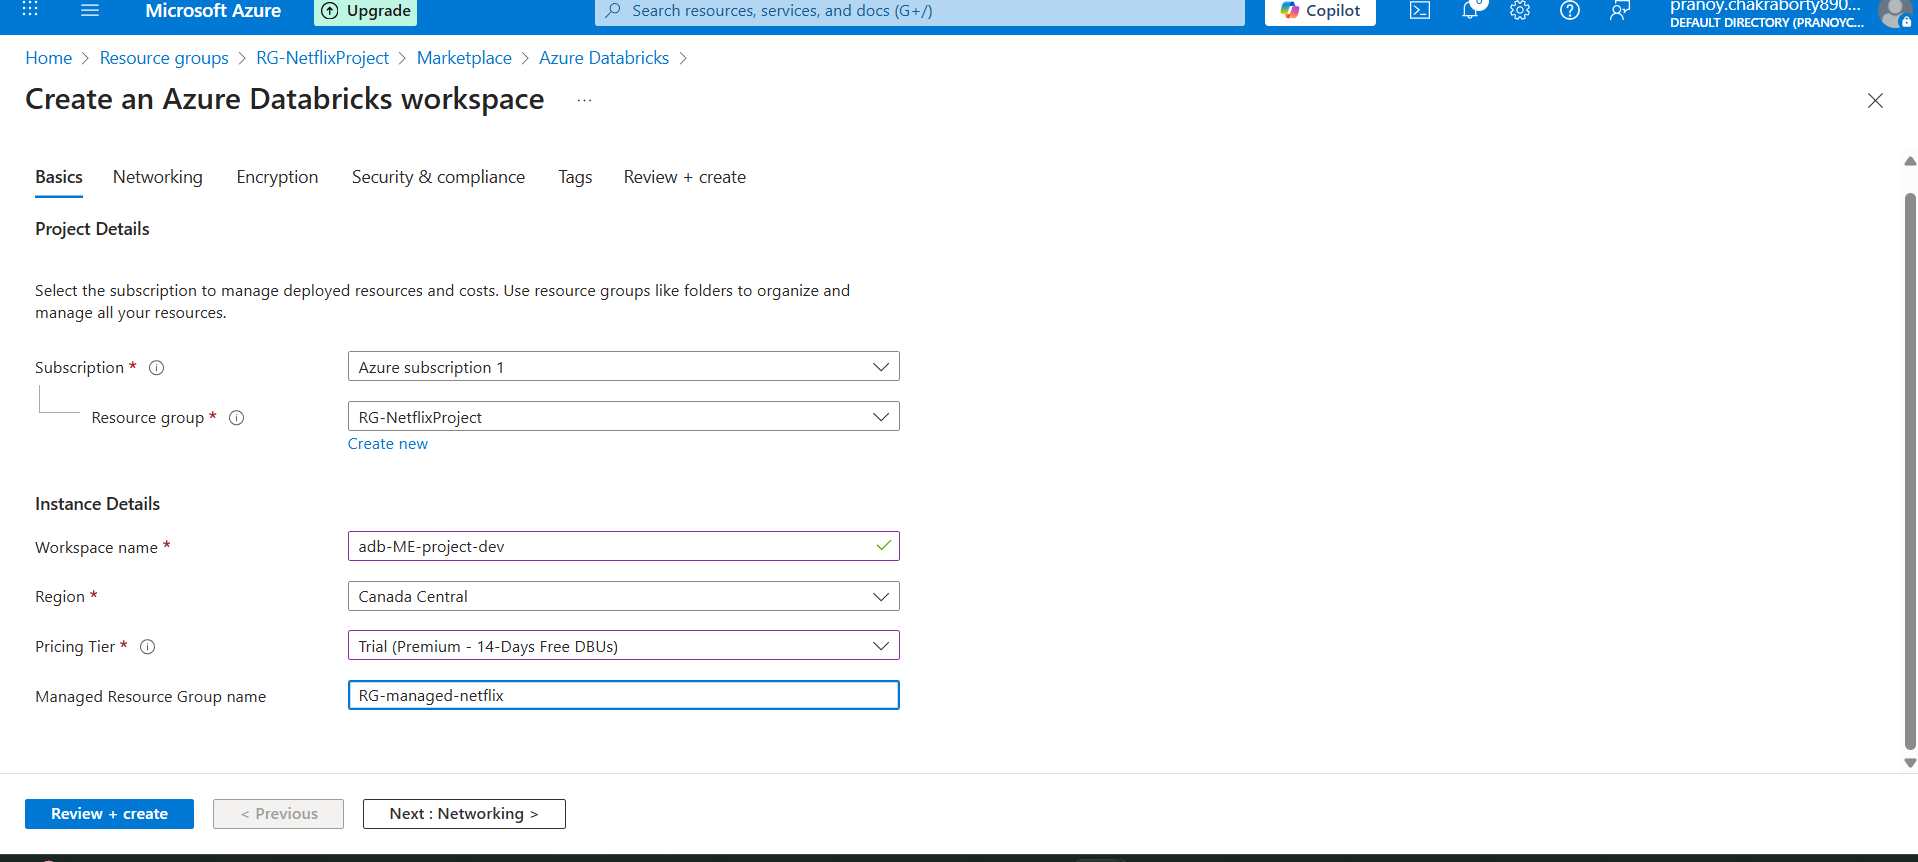 Microsoft Azure
Upgrade
Search resources, services, and docs (G+/)
Copilot
pranoy.chakraborty890...
DEFAULT DIRECTORY (PRANOYC...
Home > Resource groups > RG-NetflixProject > Marketplace > Azure Databricks >
Create an Azure Databricks workspace ...
Basics
Networking
Encryption
Security & compliance
Tags
Review + create
Project Details
Select the subscription to manage deployed resources and costs. Use resource groups like folders to organize and
manage all your resources.
Subscription *
Azure subscription 1
Resource group *
RG-NetflixProject
Create new
Instance Details
Workspace name *
adb-ME-project-dev
Region *
Canada Central
Pricing Tier *
Trial (Premium - 14-Days Free DBUs)
Managed Resource Group name
RG-managed-netflix
Review + create
< Previous
Next : Networking >